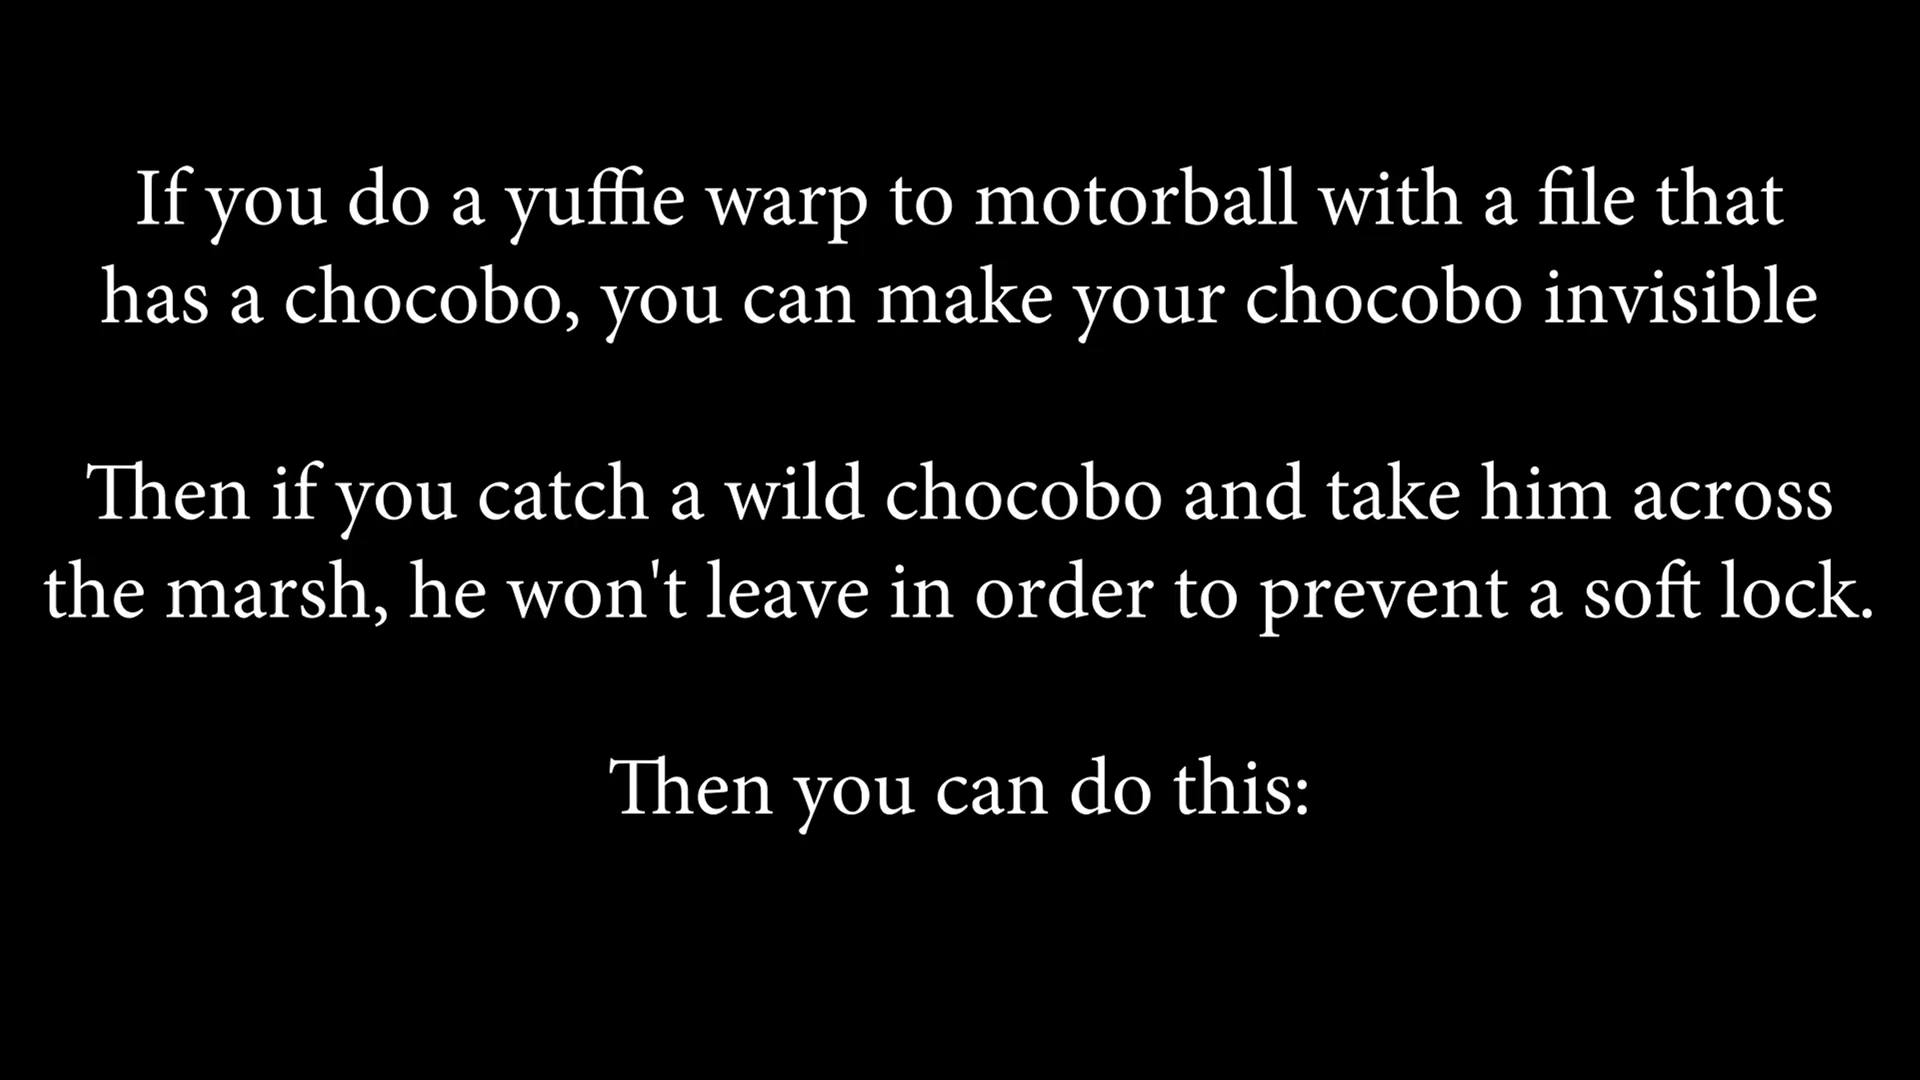 If you do a yuffie warp to motorball with a file that
has a chocobo, you can make your chocobo invisible
Then if you catch a wild chocobo and take him across
the marsh, he won't leave in order to prevent a soft lock.
Then you can do this: